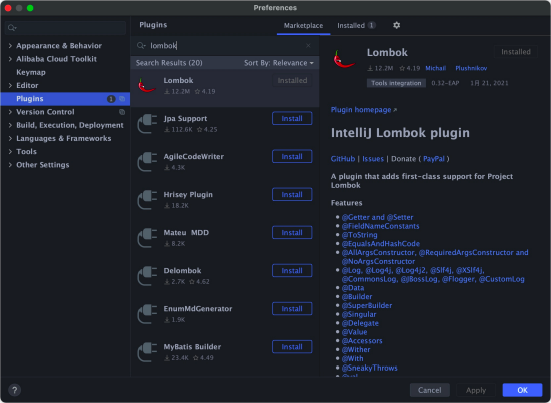 Preferences
Appearance & Behavior
Alibaba Cloud Toolkit
Keymap
Editor
Plugins 1
Version Control
Build, Execution, Deployment
Languages & Frameworks
Tools
Other Settings
Plugins
Marketplace
Installed 1
lombok
Search Results (20)
Sort By: Relevance
Lombok
Installed
12.2M 4.19
Jpa Support
Install
112.6K 4.25
AgileCodeWriter
Install
4.3K
Hrisey Plugin
Install
18.2K
Mateu MDD
Install
8.2K
Delombok
Install
2.7K 4.62
EnumMdGenerator
Install
1.9K
MyBatis Builder
Install
23.4K 4.49
Lombok
Installed
12.2M 4.19 Michail Plushnikov
Tools integration 0.32-EAP 1月 21, 2021
Plugin homepage
IntelliJ Lombok plugin
GitHub | Issues | Donate ( PayPal )
A plugin that adds first-class support for Project
Lombok
Features
@Getter and @Setter
@FieldNameConstants
@ToString
@EqualsAndHashCode
@AllArgsConstructor, @RequiredArgsConstructor and
@NoArgsConstructor
@Log, @Log4j, @Log4j2, @Slf4j, @XSlf4j,
@CommonsLog, @JBossLog, @Flogger, @CustomLog
@Data
@Builder
@SuperBuilder
@Singular
@Delegate
@Value
@Accessors
@Wither
@With
@SneakyThrows
@val
?
Cancel
Apply
OK